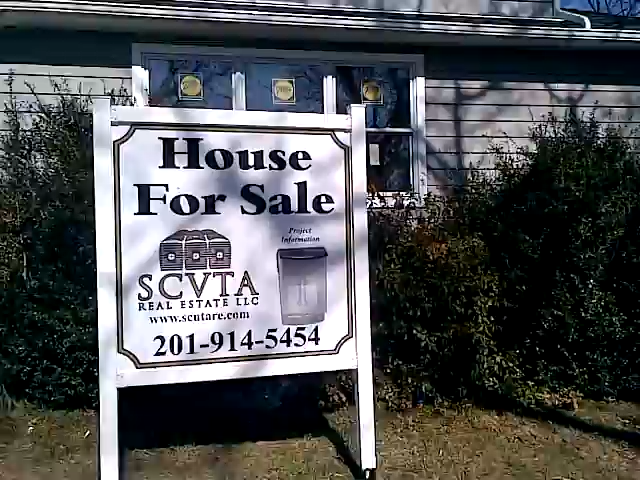 House
For Sale
Project
Information
SCVTA
REAL ESTATE LLC
www.scutare.com
201-914-5454